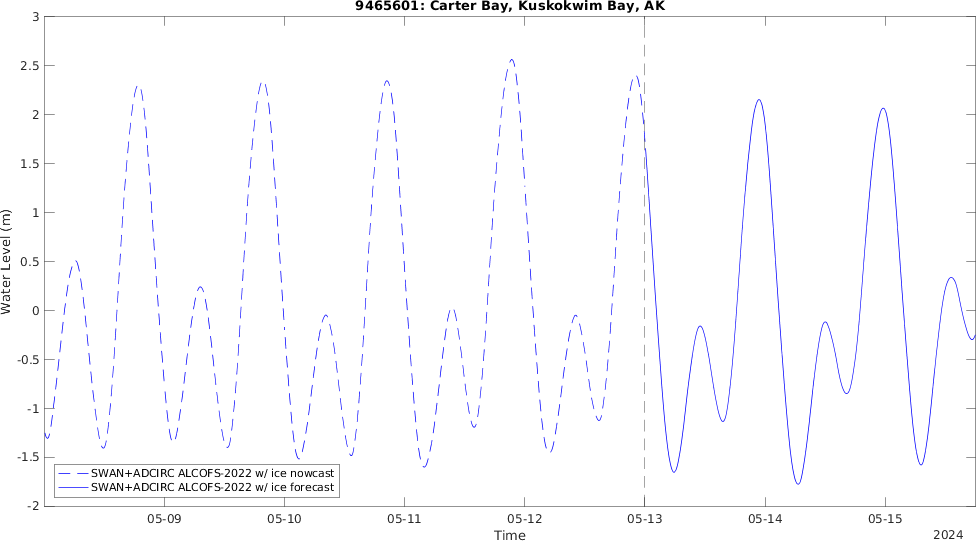 9465601: Carter Bay, Kuskokwim Bay, AK
3
2.5
2
1.5
1
0.5
0
-0.5
-1
-1.5
-2
Water Level (m)
SWAN+ADCIRC ALCOFS-2022 w/ ice nowcast
SWAN+ADCIRC ALCOFS-2022 w/ ice forecast
05-09 05-10 05-11 05-12 05-13 05-14 05-15
Time
2024